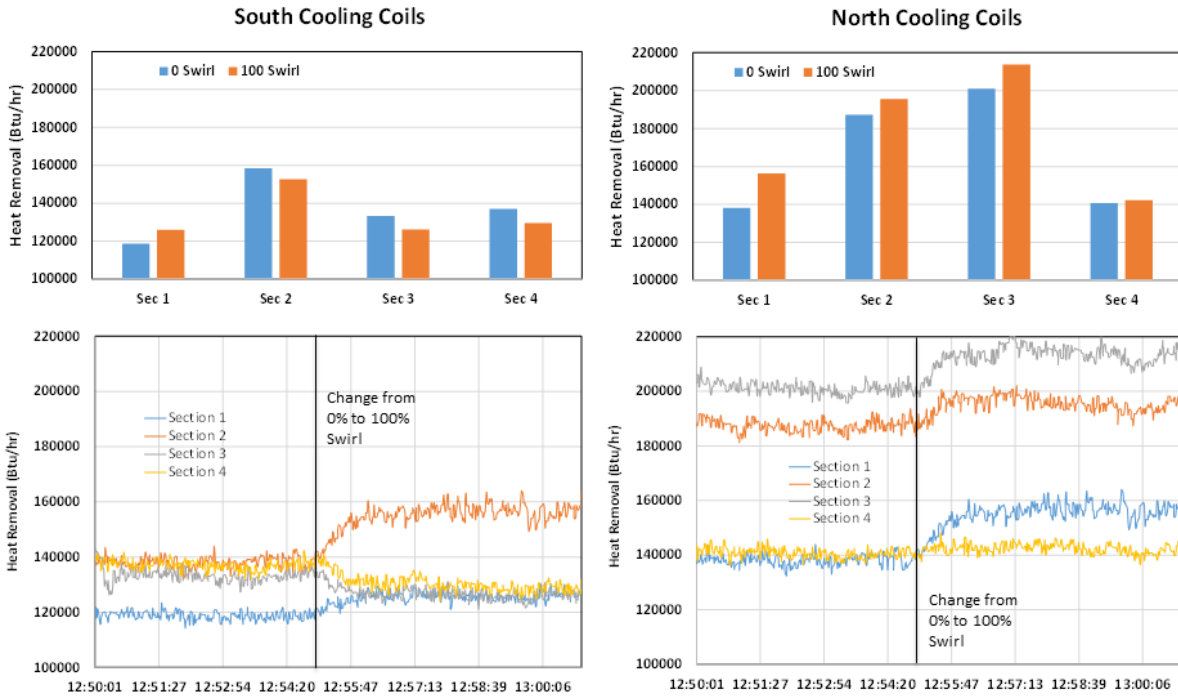 South Cooling Coils
North Cooling Coils
220000
200000
180000
160000
140000
120000
100000
Heat Removal (Btu/hr)
0 Swirl 100 Swirl
Sec 1 Sec 2 Sec 3 Sec 4
220000
200000
180000
160000
140000
120000
100000
Heat Removal (Btu/hr)
0 Swirl 100 Swirl
Sec 1 Sec 2 Sec 3 Sec 4
220000
200000
180000
160000
140000
120000
100000
Heat Removal (Btu/hr)
Section 1
Section 2
Section 3
Section 4
Change from
0% to 100%
Swirl
12:50:01 12:51:27 12:52:54 12:54:20 12:55:47 12:57:13 12:58:39 13:00:06
220000
200000
180000
160000
140000
120000
100000
Heat Removal (Btu/hr)
Section 1
Section 2
Section 3
Section 4
Change from
0% to 100%
Swirl
12:50:01 12:51:27 12:52:54 12:54:20 12:55:47 12:57:13 12:58:39 13:00:06